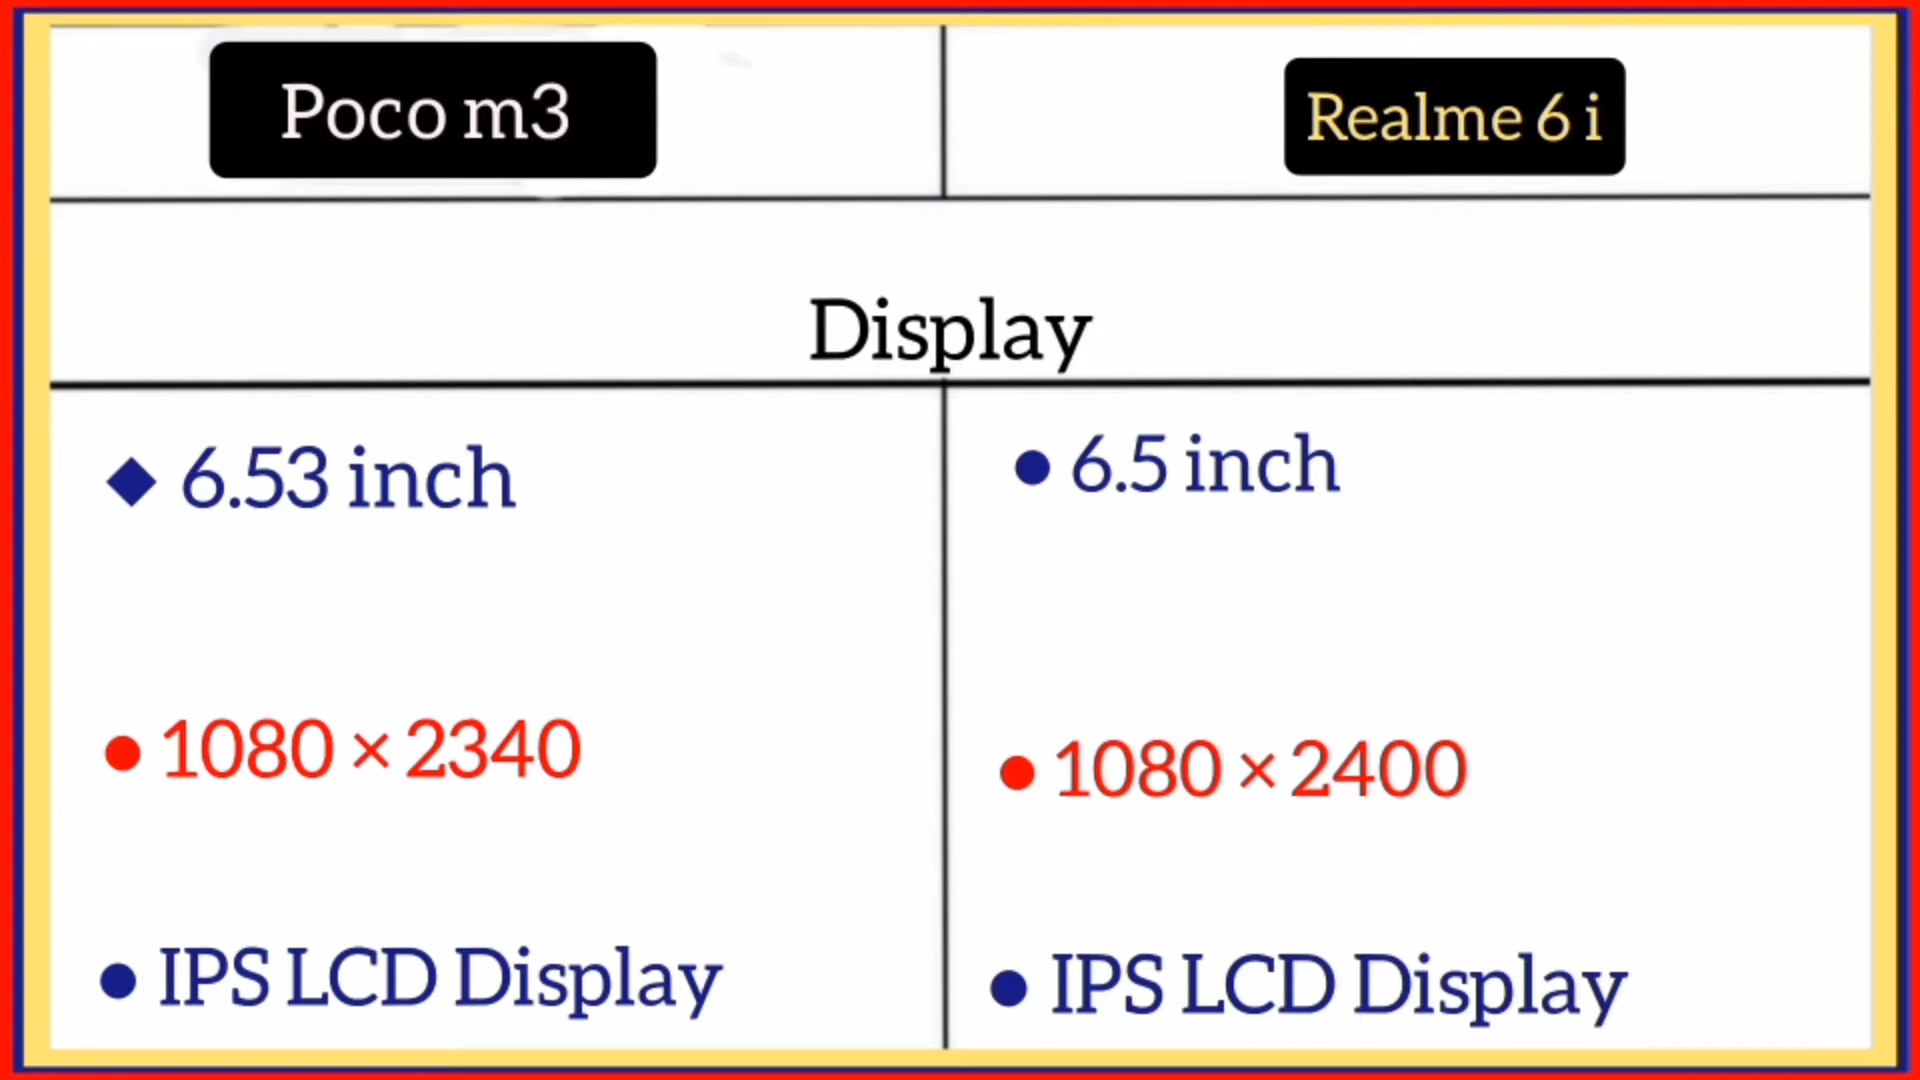 Poco m3
Realme 6 i
Display
◆ 6.53 inch
● 6.5 inch
● 1080 × 2340
● 1080 × 2400
● IPS LCD Display
● IPS LCD Display